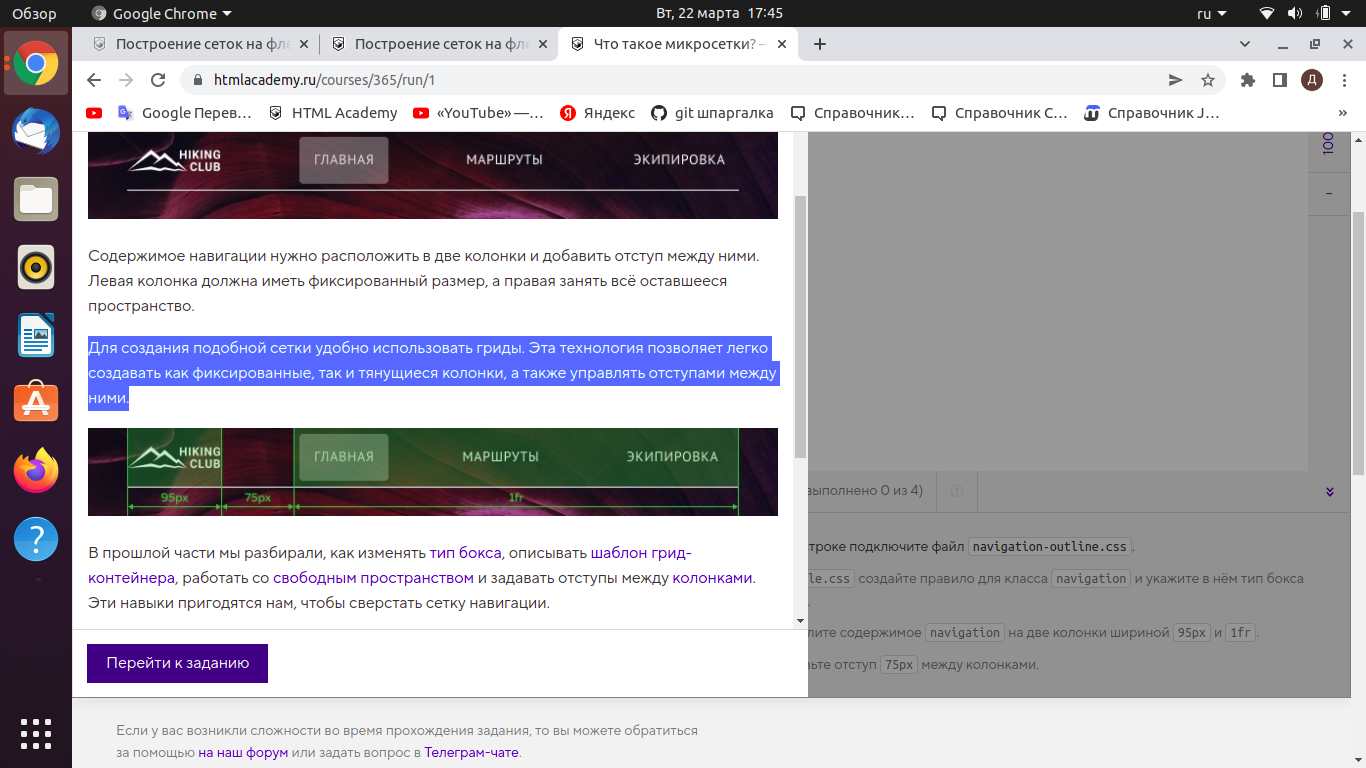 Обзор
Google Chrome
Вт, 22 марта 17:45
ru
Построение сеток на фле
Построение сеток на фле
Что такое микросетки? –
htmlacademy.ru/courses/365/run/1
Д
Google Перев…
HTML Academy
«YouTube» —…
Яндекс
git шпаргалка
Справочник…
Справочник С…
Справочник J…
»
HIKING
CLUB
ГЛАВНАЯ
МАРШРУТЫ
ЭКИПИРОВКА
100
–
Содержимое навигации нужно расположить в две колонки и добавить отступ между ними.
Левая колонка должна иметь фиксированный размер, а правая занять всё оставшееся
пространство.
Для создания подобной сетки удобно использовать гриды. Эта технология позволяет легко
создавать как фиксированные, так и тянущиеся колонки, а также управлять отступами между
ними.
HIKING
CLUB
ГЛАВНАЯ
МАРШРУТЫ
ЭКИПИРОВКА
95px
75px
1fr
В прошлой части мы разбирали, как изменять тип бокса, описывать шаблон грид-
контейнера, работать со свободным пространством и задавать отступы между колонками.
Эти навыки пригодятся нам, чтобы сверстать сетку навигации.
Перейти к заданию
выполнено 0 из 4)
троке подключите файл navigation-outline.css.
le.css создайте правило для класса navigation и укажите в нём тип бокса
.
лите содержимое navigation на две колонки шириной 95px и 1fr.
вьте отступ 75px между колонками.
Если у вас возникли сложности во время прохождения задания, то вы можете обратиться
за помощью на наш форум или задать вопрос в Телеграм-чате.